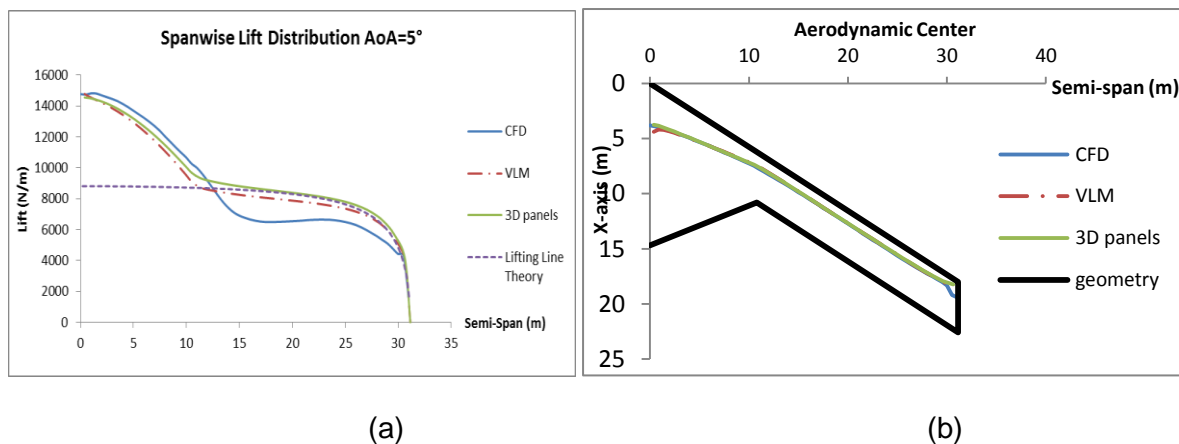 Spanwise Lift Distribution AoA=5°
Lift (N/m)
16000
14000
12000
10000
8000
6000
4000
2000
0
0 5 10 15 20 25 30 35
Semi-Span (m)
CFD
VLM
3D panels
Lifting Line
Theory
(a)
Aerodynamic Center
0 10 20 30 40
Semi-span (m)
X-axis (m)
0
5
10
15
20
25
CFD
VLM
3D panels
geometry
(b)